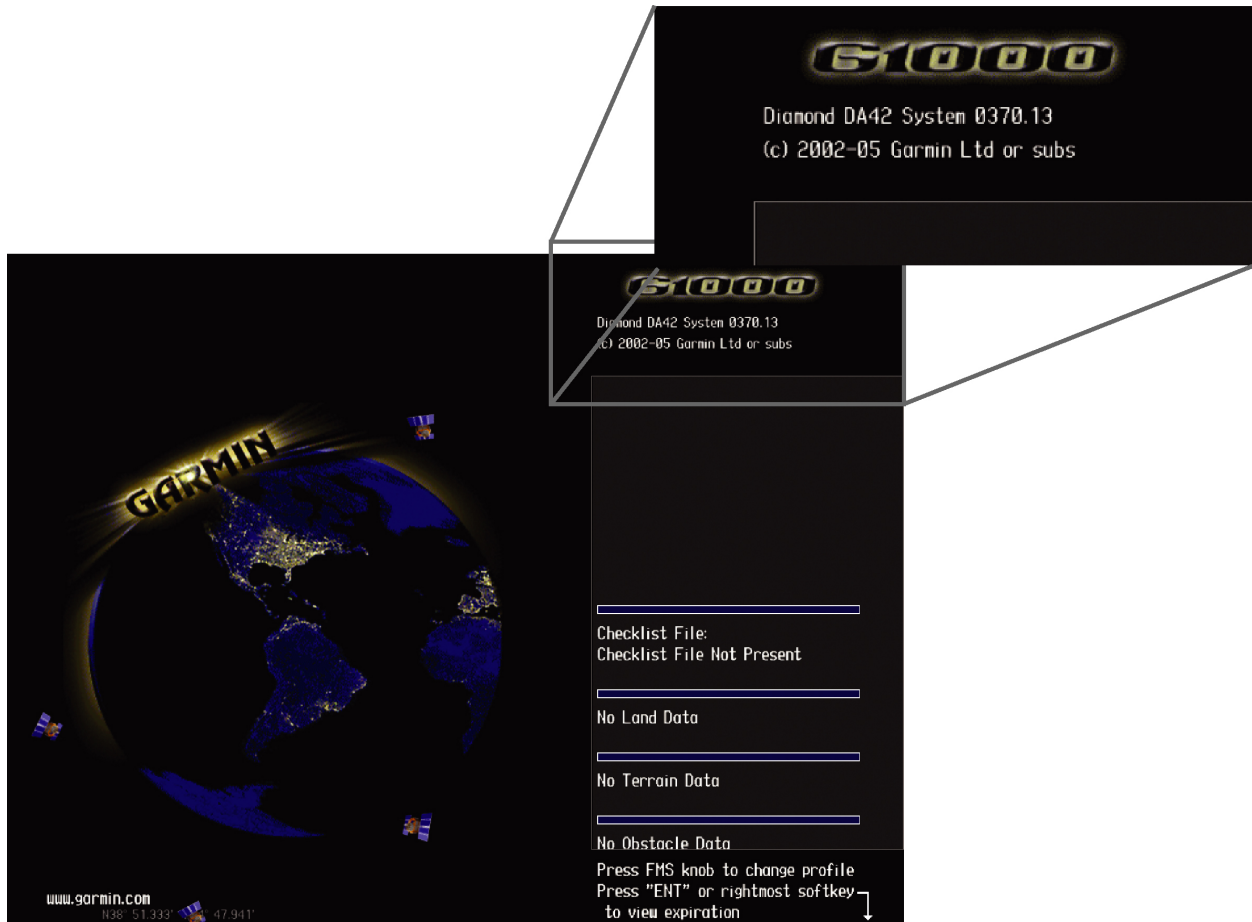 G1000
Diamond DA42 System 0370.13
(c) 2002-05 Garmin Ltd or subs
G1000
Diamond DA42 System 0370.13
(c) 2002-05 Garmin Ltd or subs
GARMIN
Checklist File:
Checklist File Not Present
No Land Data
No Terrain Data
No Obstacle Data
Press FMS knob to change profile
Press "ENT" or rightmost softkey
to view expiration
www.garmin.com
N38° 51.333' 47.941'